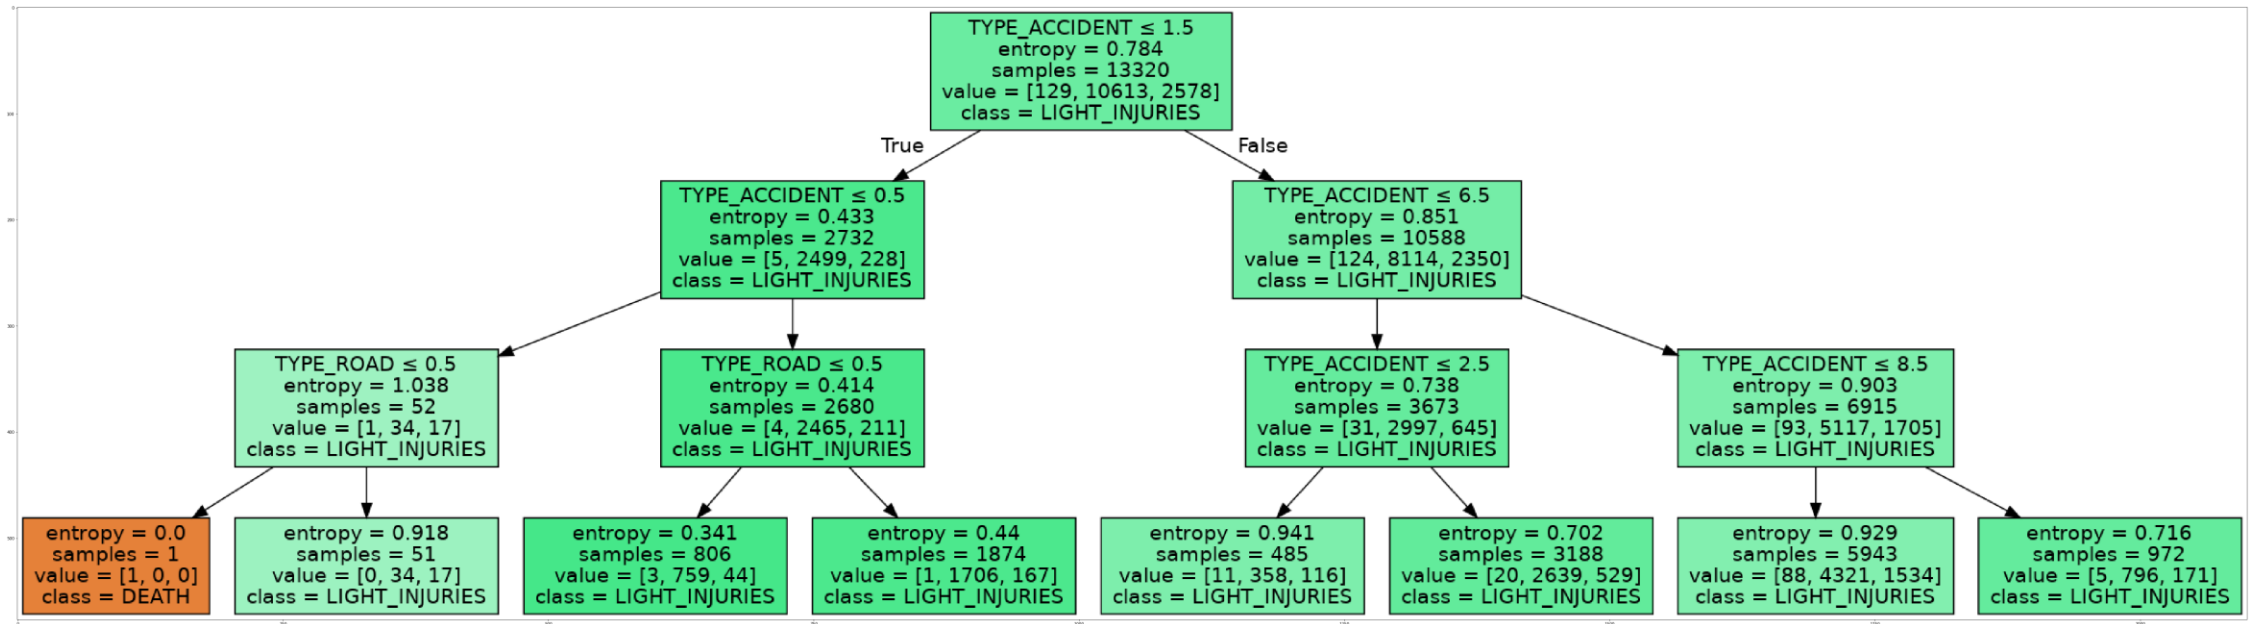 TYPE_ACCIDENT ≤ 1.5
entropy = 0.784
samples = 13320
value = [129, 10613, 2578]
class = LIGHT_INJURIES
True
False
TYPE_ACCIDENT ≤ 0.5
entropy = 0.433
samples = 2732
value = [5, 2499, 228]
class = LIGHT_INJURIES
TYPE_ACCIDENT ≤ 6.5
entropy = 0.851
samples = 10588
value = [124, 8114, 2350]
class = LIGHT_INJURIES
TYPE_ROAD ≤ 0.5
entropy = 1.038
samples = 52
value = [1, 34, 17]
class = LIGHT_INJURIES
TYPE_ROAD ≤ 0.5
entropy = 0.414
samples = 2680
value = [4, 2465, 211]
class = LIGHT_INJURIES
TYPE_ACCIDENT ≤ 2.5
entropy = 0.738
samples = 3673
value = [31, 2997, 645]
class = LIGHT_INJURIES
TYPE_ACCIDENT ≤ 8.5
entropy = 0.903
samples = 6915
value = [93, 5117, 1705]
class = LIGHT_INJURIES
entropy = 0.0
samples = 1
value = [1, 0, 0]
class = DEATH
entropy = 0.918
samples = 51
value = [0, 34, 17]
class = LIGHT_INJURIES
entropy = 0.341
samples = 806
value = [3, 759, 44]
class = LIGHT_INJURIES
entropy = 0.44
samples = 1874
value = [1, 1706, 167]
class = LIGHT_INJURIES
entropy = 0.941
samples = 485
value = [11, 358, 116]
class = LIGHT_INJURIES
entropy = 0.702
samples = 3188
value = [20, 2639, 529]
class = LIGHT_INJURIES
entropy = 0.929
samples = 5943
value = [88, 4321, 1534]
class = LIGHT_INJURIES
entropy = 0.716
samples = 972
value = [5, 796, 171]
class = LIGHT_INJURIES